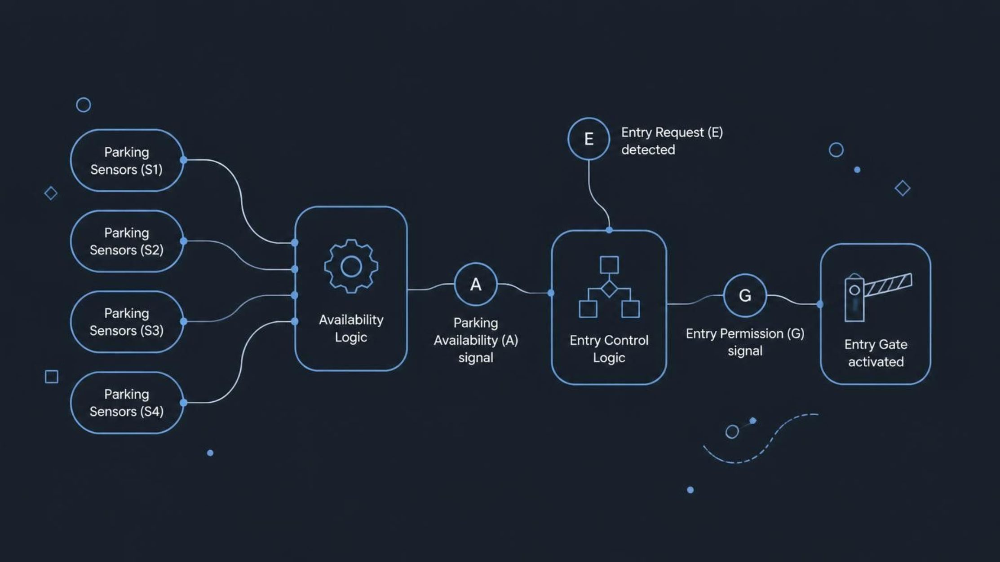 Parking
Sensors (S1)
Parking
Sensors (S2)
Parking
Sensors (S3)
Parking
Sensors (S4)
Availability
Logic
A
Parking
Availability (A)
signal
E
Entry Request (E)
detected
Entry Control
Logic
G
Entry Permission (G)
signal
Entry Gate
activated